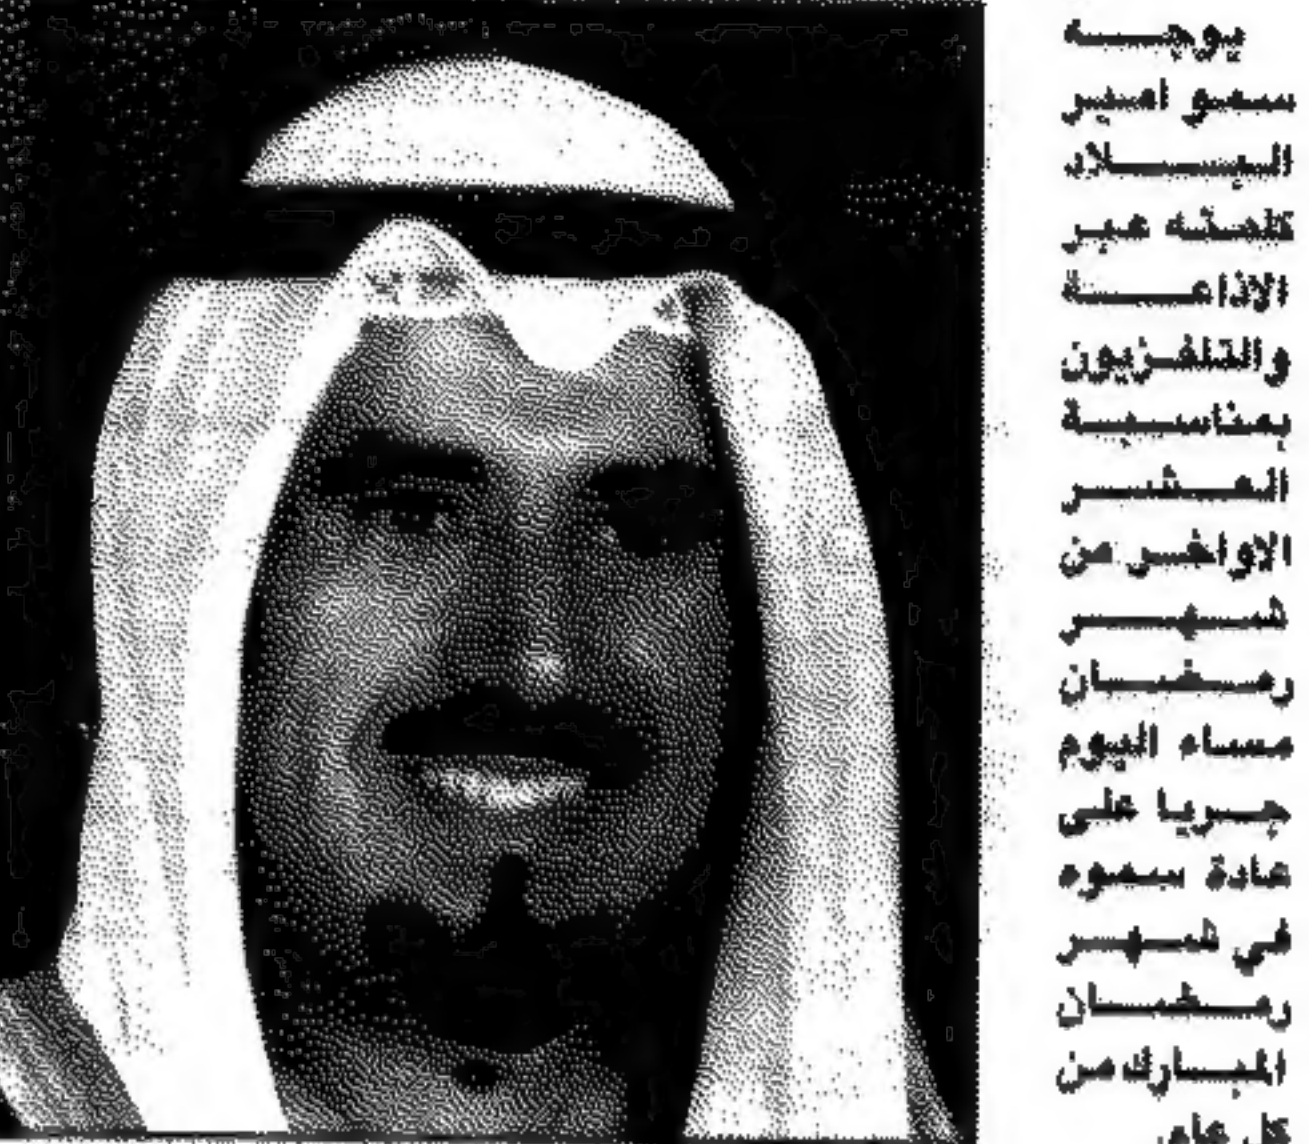 يوجه
سمو امير
البلاد
كلمته عبر
الاذاعة
والتلفزيون
بمناسبة
العشر
الاواخر من
شهر
رمضان
مساء اليوم
جريا على
عادة سموه
في شهر
رمضان
المبارك من
كل عام